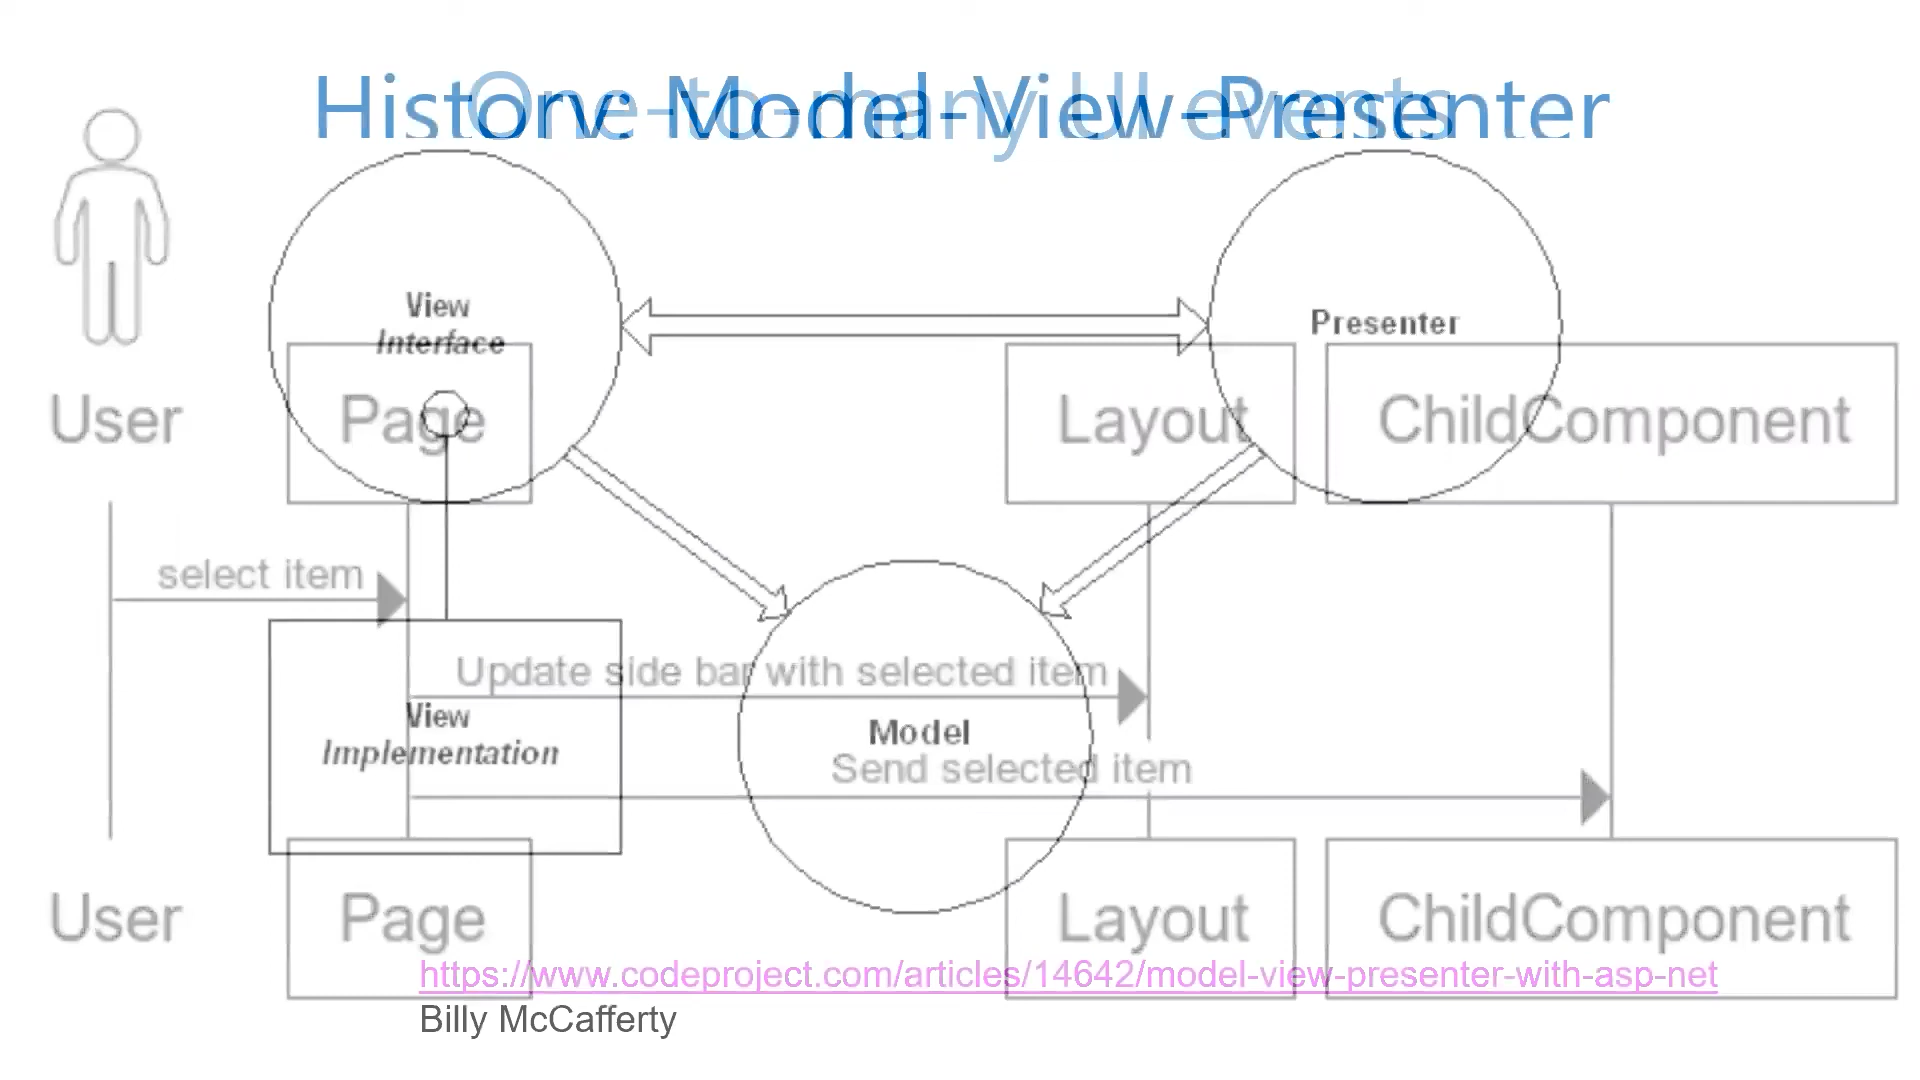 History: Model-View-Presenter
One-to-many UI events
View
Interface
Presenter
User
Page
Layout
ChildComponent
select item
Update side bar with selected item
View
Implementation
Model
Send selected item
User
Page
Layout
ChildComponent
https://www.codeproject.com/articles/14642/model-view-presenter-with-asp-net
Billy McCafferty